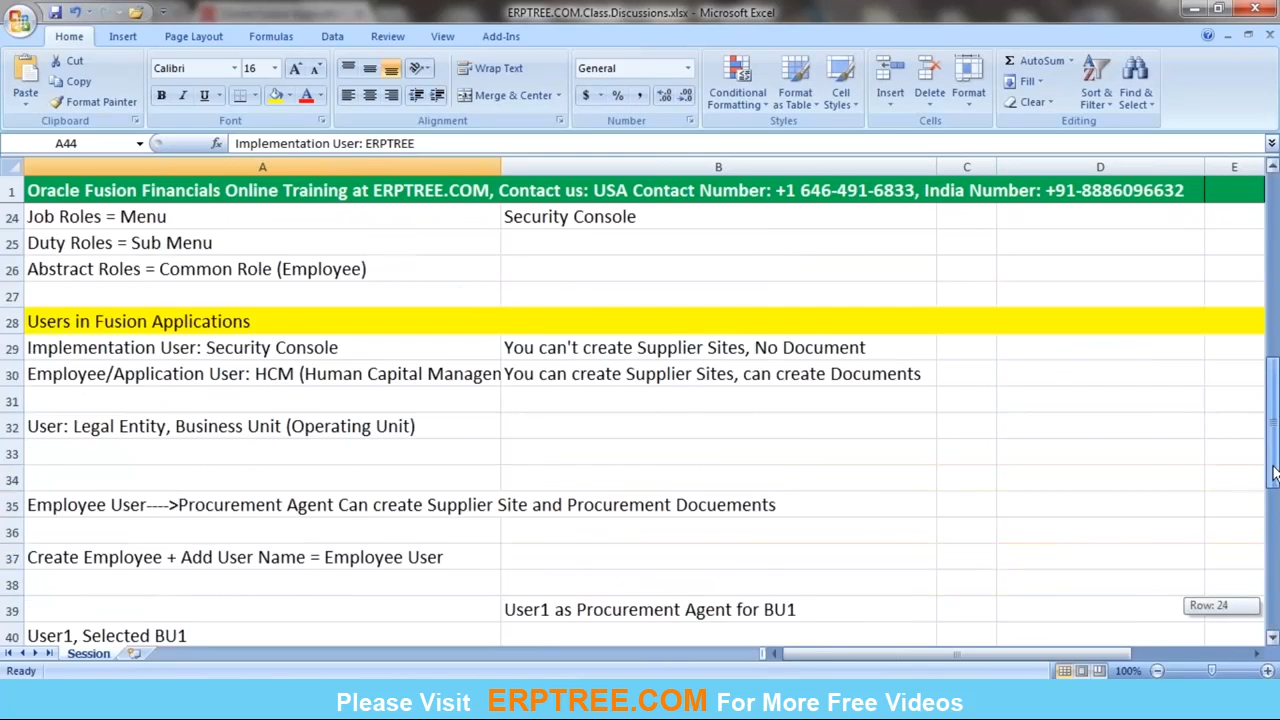 ERPTREE.COM.Class.Discussions.xlsx - Microsoft Excel
Home Insert Page Layout Formulas Data Review View Add-Ins
Cut
Copy
Format Painter
Paste
Clipboard
Calibri 16
B I U
Font
Wrap Text
Merge & Center
Alignment
General
$ % ,
Number
Conditional Formatting
Format as Table
Cell Styles
Styles
Insert Delete Format
Cells
Σ AutoSum
Fill
Clear
Sort & Filter
Find & Select
Editing
A44 fx Implementation User: ERPTREE
A B C D E
1 Oracle Fusion Financials Online Training at ERPTREE.COM, Contact us: USA Contact Number: +1 646-491-6833, India Number: +91-8886096632
24 Job Roles = Menu Security Console
25 Duty Roles = Sub Menu
26 Abstract Roles = Common Role (Employee)
27
28 Users in Fusion Applications
29 Implementation User: Security Console You can't create Supplier Sites, No Document
30 Employee/Application User: HCM (Human Capital Managen You can create Supplier Sites, can create Documents
31
32 User: Legal Entity, Business Unit (Operating Unit)
33
34
35 Employee User---->Procurement Agent Can create Supplier Site and Procurement Docuements
36
37 Create Employee + Add User Name = Employee User
38
39 User1 as Procurement Agent for BU1
Row: 24
40 User1, Selected BU1
Session
Ready 100%
Please Visit ERPTREE.COM For More Free Videos